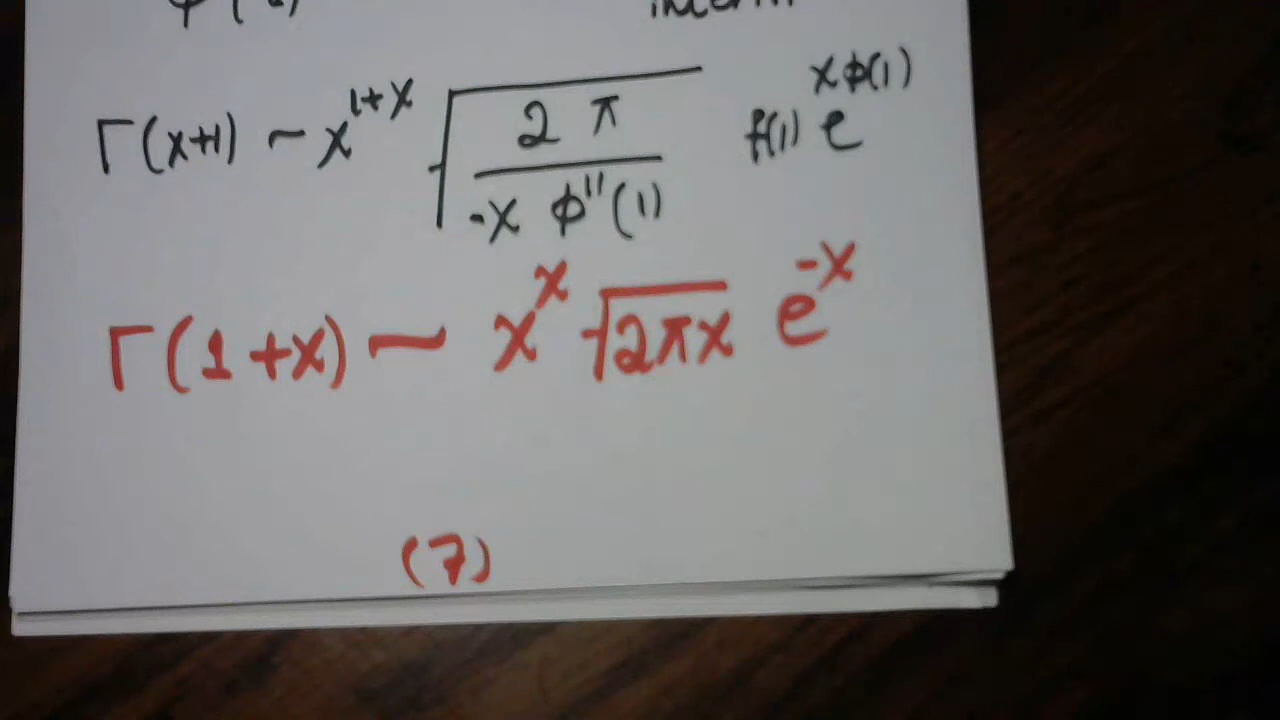 Γ(x+1) ~ x^{1+x} √(2π / -x ϕ''(1)) f(1) e^{xϕ(1)}
Γ(1+x) ~ x^x √(2πx) e^{-x}
(7)